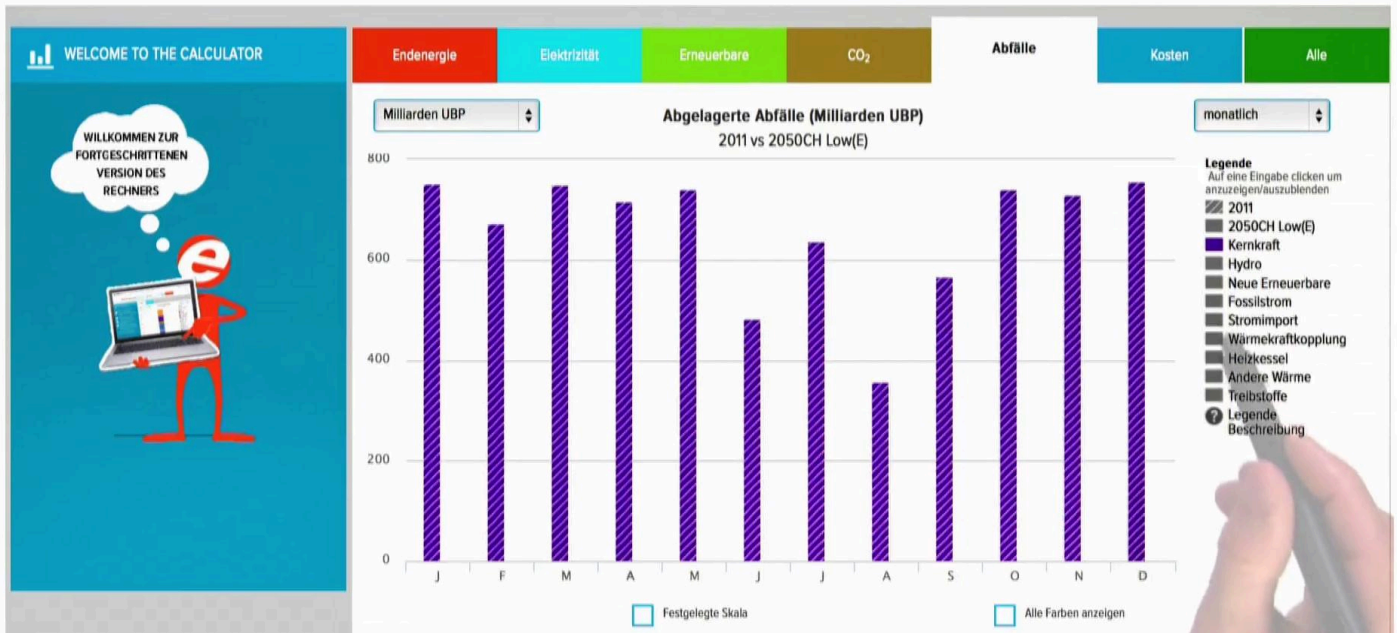 WELCOME TO THE CALCULATOR
WILLKOMMEN ZUR
FORTGESCHRITTENEN
VERSION DES
RECHNERS
Endenergie
Elektrizität
Erneuerbare
CO₂
Abfälle
Kosten
Alle
Milliarden UBP
Abgelagerte Abfälle (Milliarden UBP)
2011 vs 2050CH Low(E)
monatlich
800
600
400
200
0
J F M A M J J A S O N D
Festgelegte Skala
Alle Farben anzeigen
Legende
Auf eine Eingabe clicken um
anzuzeigen/auszublenden
2011
2050CH Low(E)
Kernkraft
Hydro
Neue Erneuerbare
Fossilstrom
Stromimport
Wärmekraftkopplung
Heizkessel
Andere Wärme
Treibstoffe
? Legende
Beschreibung
e